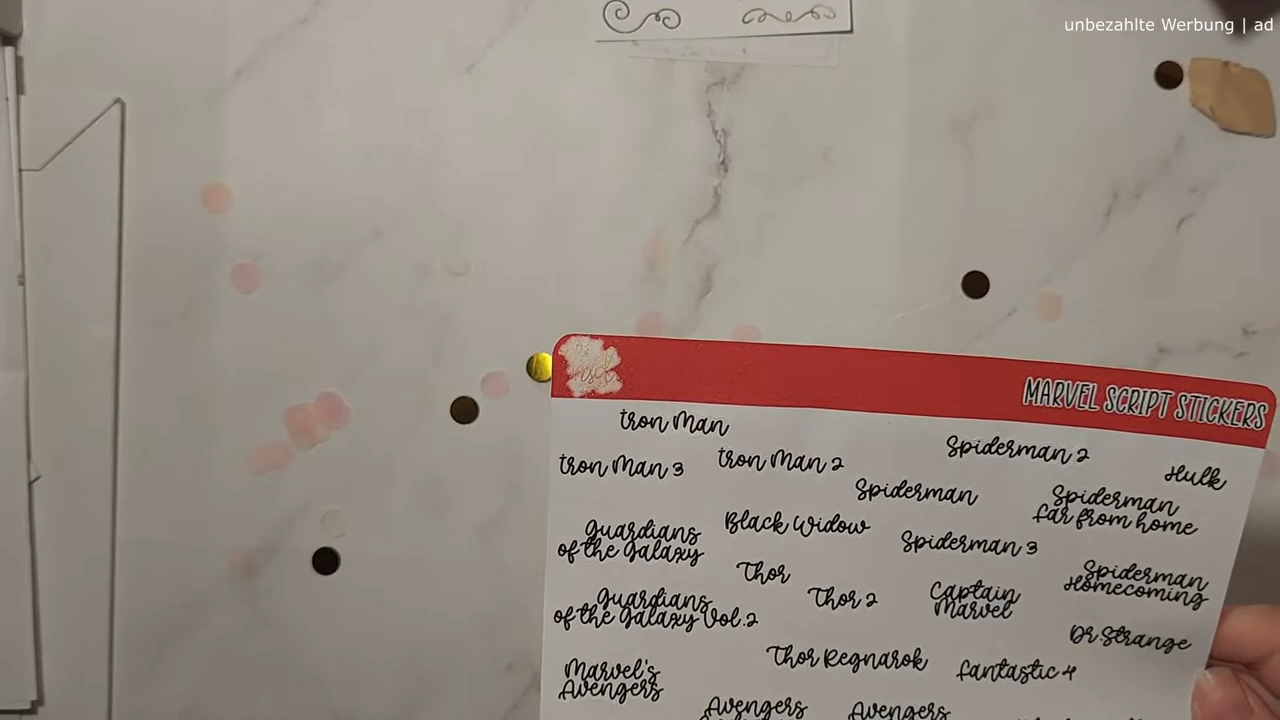 unbezahlte Werbung | ad
MARVEL SCRIPT STICKERS
Iron Man
Spiderman 2
Iron Man 3
Iron Man 2
Hulk
Spiderman
Spiderman
far from home
Guardians
of the Galaxy
Black Widow
Spiderman 3
Thor
Spiderman
Homecoming
Guardians
of the Galaxy Vol.2
Thor 2
Captain
Marvel
Dr Strange
Marvel's
Avengers
Thor Regnarok
Fantastic 4
Avengers
Avengers